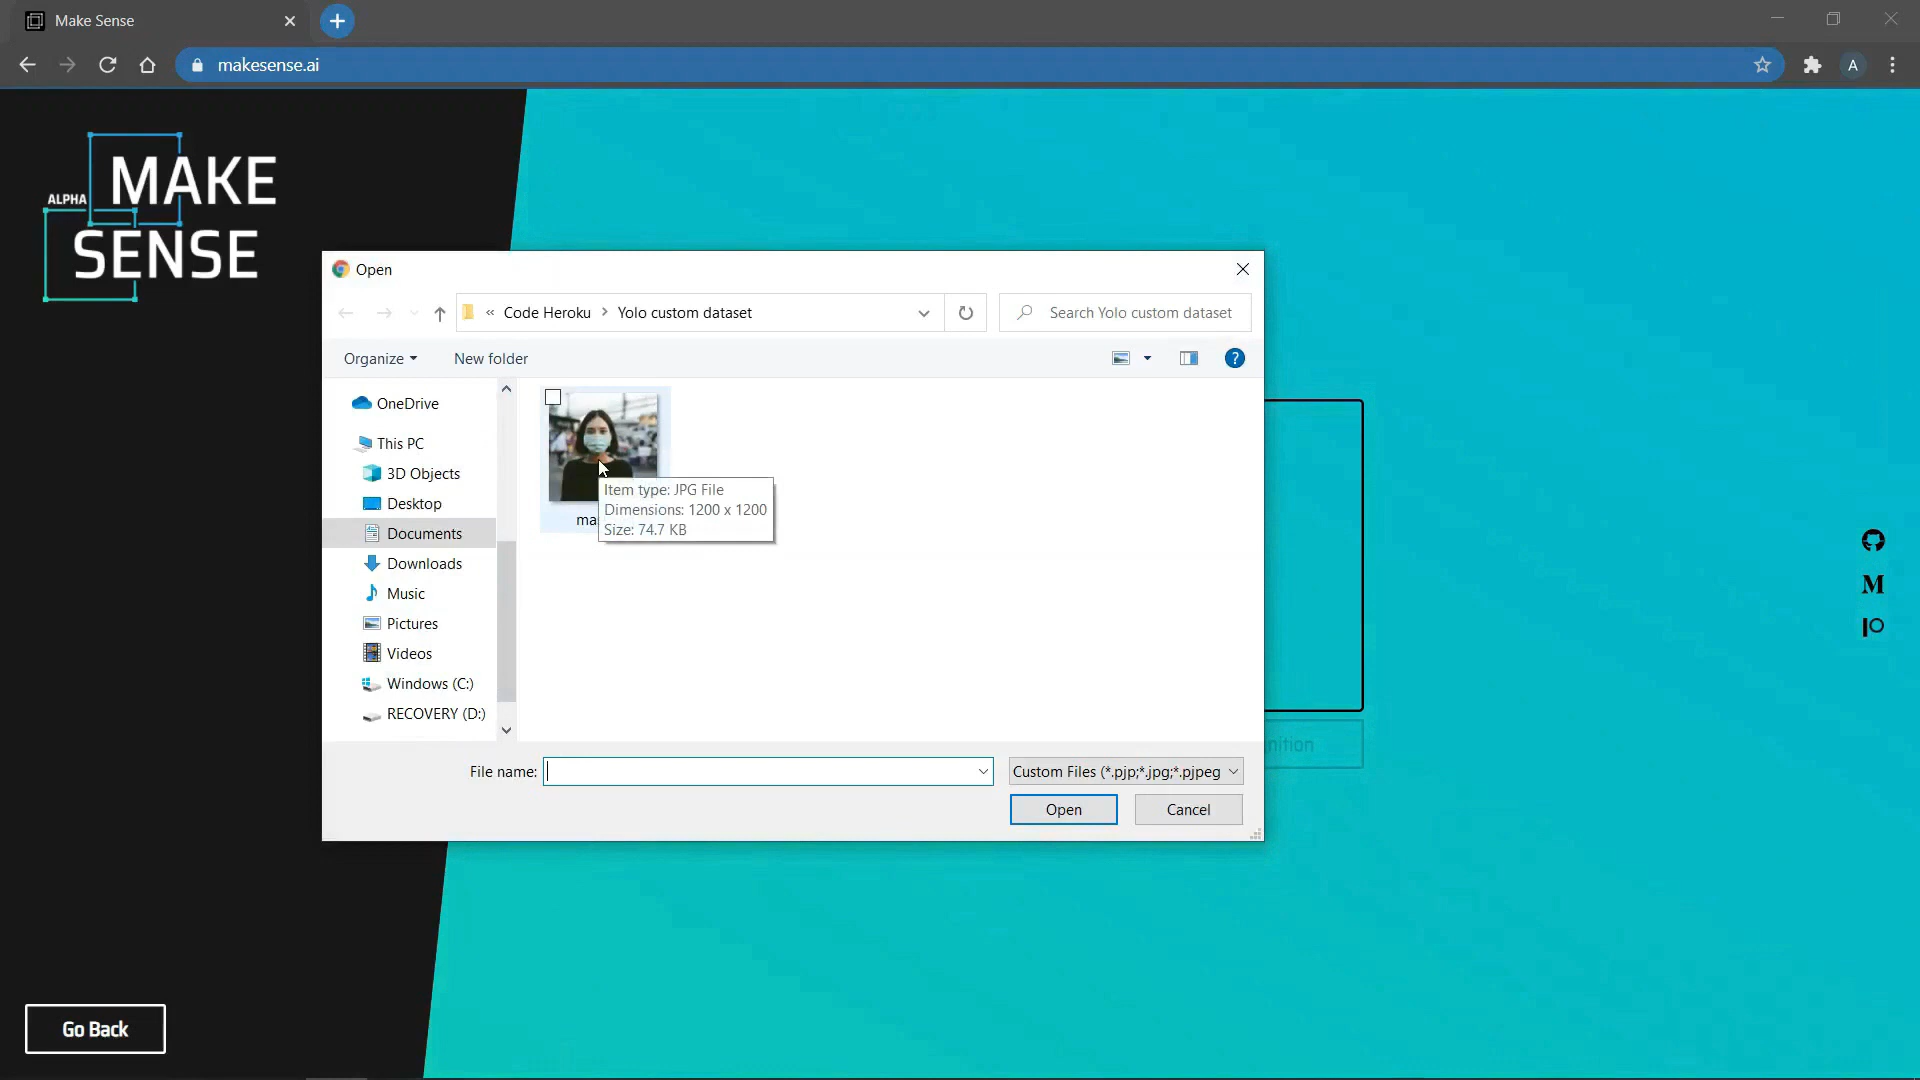 Make Sense
makesense.ai
A
ALPHA
MAKE
SENSE
Open
« Code Heroku > Yolo custom dataset
Search Yolo custom dataset
Organize
New folder
OneDrive
This PC
3D Objects
Desktop
Documents
Downloads
Music
Pictures
Videos
Windows (C:)
RECOVERY (D:)
Item type: JPG File
Dimensions: 1200 x 1200
Size: 74.7 KB
File name:
Custom Files (*.pjp;*.jpg;*.pjpeg
Open
Cancel
M
Go Back